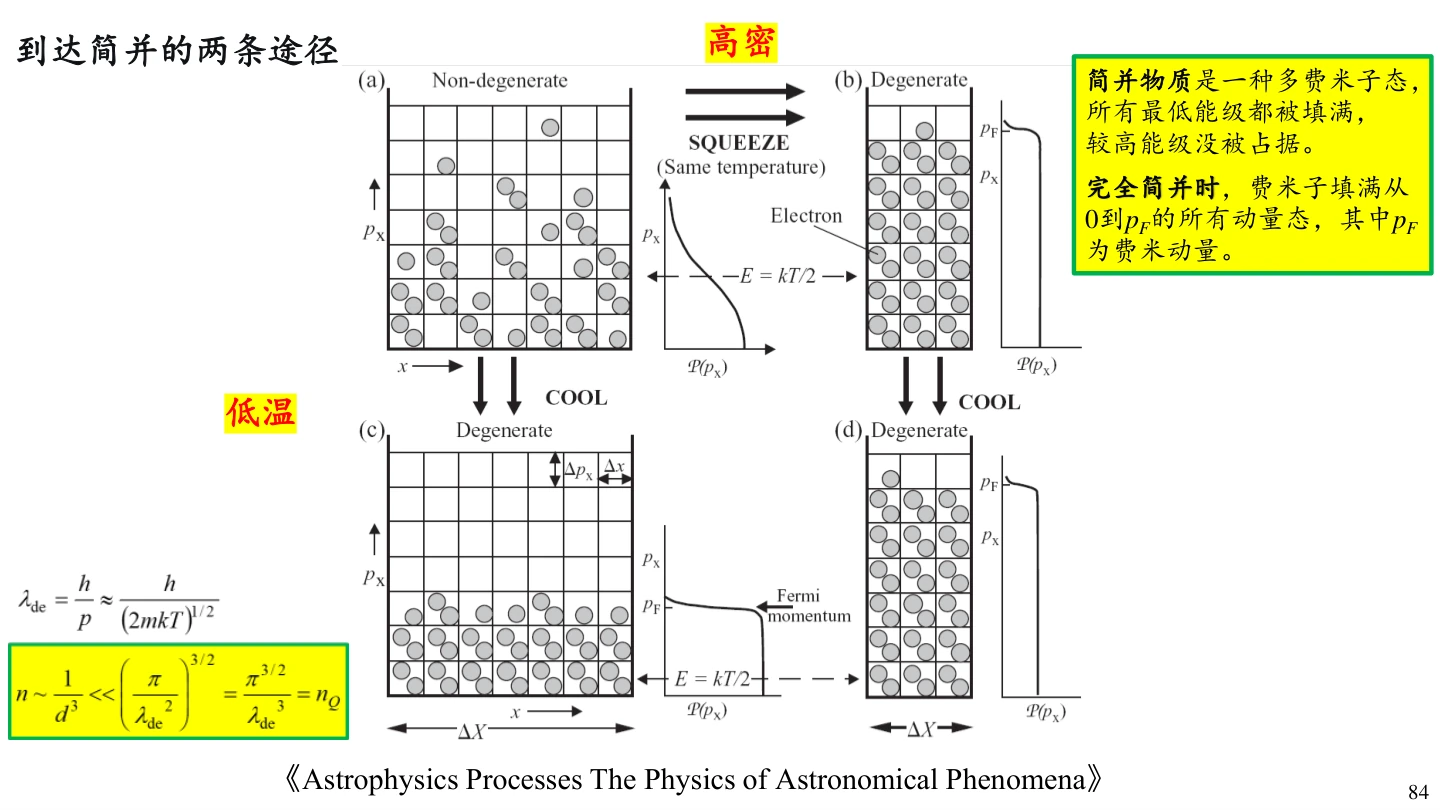 到达简并的两条途径
高密
(a) Non-degenerate
SQUEEZE
(Same temperature)
(b) Degenerate
简并物质是一种多费米子态，
所有最低能级都被填满，
较高能级没被占据。
完全简并时，费米子填满从
0到p_F的所有动量态，其中p_F
为费米动量。
p_x
p_x
Electron
E = kT/2
p_F
p_x
x
P(p_x)
P(p_x)
低温
COOL
COOL
(c) Degenerate
Δp_x Δx
(d) Degenerate
p_x
p_x
p_F
Fermi
momentum
p_F
p_x
E = kT/2
x
P(p_x)
P(p_x)
ΔX
ΔX
λ_de = h/p ≈ h/(2mkT)^{1/2}
n ~ 1/d^3 << (π/λ_de^2)^{3/2} = π^{3/2}/λ_de^3 = n_Q
《Astrophysics Processes The Physics of Astronomical Phenomena》
84